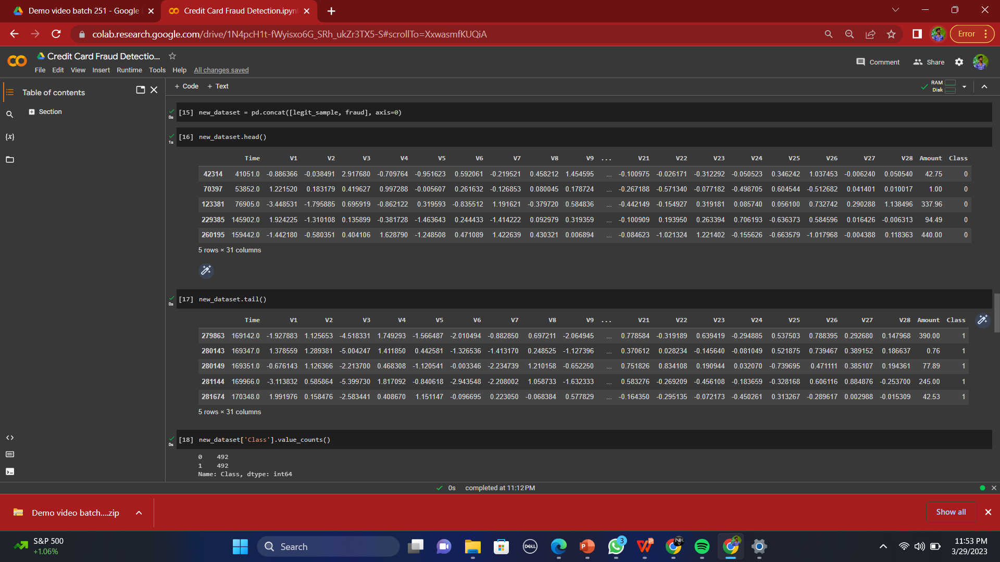 Demo video batch 251 - Google
Credit Card Fraud Detection.ipyn
colab.research.google.com/drive/1N4pcH1t-fWyisxo6G_SRh_ukZr3TX5-S#scrollTo=XxwasmfKUQiA
Error
Credit Card Fraud Detectio...
File Edit View Insert Runtime Tools Help All changes saved
Comment Share
Table of contents
Section
+ Code + Text
RAM
Disk
[15] new_dataset = pd.concat([legit_sample, fraud], axis=0)
0s
[16] new_dataset.head()
1s
Time V1 V2 V3 V4 V5 V6 V7 V8 V9 ... V21 V22 V23 V24 V25 V26 V27 V28 Amount Class
42314 41051.0 -0.886366 -0.038491 2.917680 -0.709764 -0.951623 0.592061 -0.219521 0.458212 1.454595 ... -0.100975 -0.026171 -0.312292 -0.050523 0.346242 1.037453 -0.006240 0.050540 42.75 0
70397 53852.0 1.221520 0.183179 0.419627 0.997288 -0.005607 0.261632 -0.126853 0.080045 0.178724 ... -0.267188 -0.571340 -0.077182 -0.498705 0.604544 -0.512682 0.041401 0.010017 1.00 0
123381 76905.0 -3.448531 -1.795885 0.695919 -0.862122 0.319593 -0.835512 1.191621 -0.379720 0.584836 ... -0.442149 -0.154927 0.319181 0.085740 0.056100 0.732742 0.290288 1.138496 337.96 0
229385 145902.0 1.924225 -1.310108 0.135899 -0.381728 -1.463643 0.244433 -1.414222 0.092979 0.319359 ... -0.100909 0.193950 0.263394 0.706193 -0.636373 0.584596 0.016426 -0.006313 94.49 0
260195 159442.0 -1.442180 -0.580351 0.404106 1.628790 -1.248508 0.471089 1.422639 0.430321 0.006894 ... -0.084623 -1.021324 1.221402 -0.155626 -0.663579 -1.017968 -0.004388 0.118363 440.00 0
5 rows × 31 columns
[17] new_dataset.tail()
0s
Time V1 V2 V3 V4 V5 V6 V7 V8 V9 ... V21 V22 V23 V24 V25 V26 V27 V28 Amount Class
279863 169142.0 -1.927883 1.125653 -4.518331 1.749293 -1.566487 -2.010494 -0.882850 0.697211 -2.064945 ... 0.778584 -0.319189 0.639419 -0.294885 0.537503 0.788395 0.292680 0.147968 390.00 1
280143 169347.0 1.378559 1.289381 -5.004247 1.411850 0.442581 -1.326536 -1.413170 0.248525 -1.127396 ... 0.370612 0.028234 -0.145640 -0.081049 0.521875 0.739467 0.389152 0.186637 0.76 1
280149 169351.0 -0.676143 1.126366 -2.213700 0.468308 -1.120541 -0.003346 -2.234739 1.210158 -0.652250 ... 0.751826 0.834108 0.190944 0.032070 -0.739695 0.471111 0.385107 0.194361 77.89 1
281144 169966.0 -3.113832 0.585864 -5.399730 1.817092 -0.840618 -2.943548 -2.208002 1.058733 -1.632333 ... 0.583276 -0.269209 -0.456108 -0.183659 -0.328168 0.606116 0.884876 -0.253700 245.00 1
281674 170348.0 1.991976 0.158476 -2.583441 0.408670 1.151147 -0.096695 0.223050 -0.068384 0.577829 ... -0.164350 -0.295135 -0.072173 -0.450261 0.313267 -0.289617 0.002988 -0.015309 42.53 1
5 rows × 31 columns
[18] new_dataset['Class'].value_counts()
0s
0 492
1 492
Name: Class, dtype: int64
0s completed at 11:12 PM
Demo video batch....zip
Show all
S&P 500
+1.06%
Search
DELL
3
11:53 PM
3/29/2023